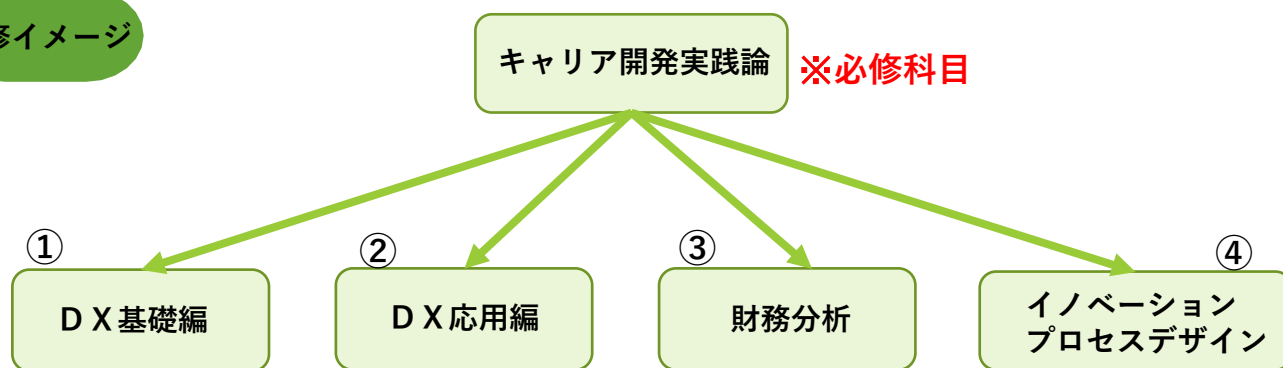 修イメージ
キャリア開発実践論
※必修科目
①
②
③
④
ＤＸ基礎編
ＤＸ応用編
財務分析
イノベーション
プロセスデザイン